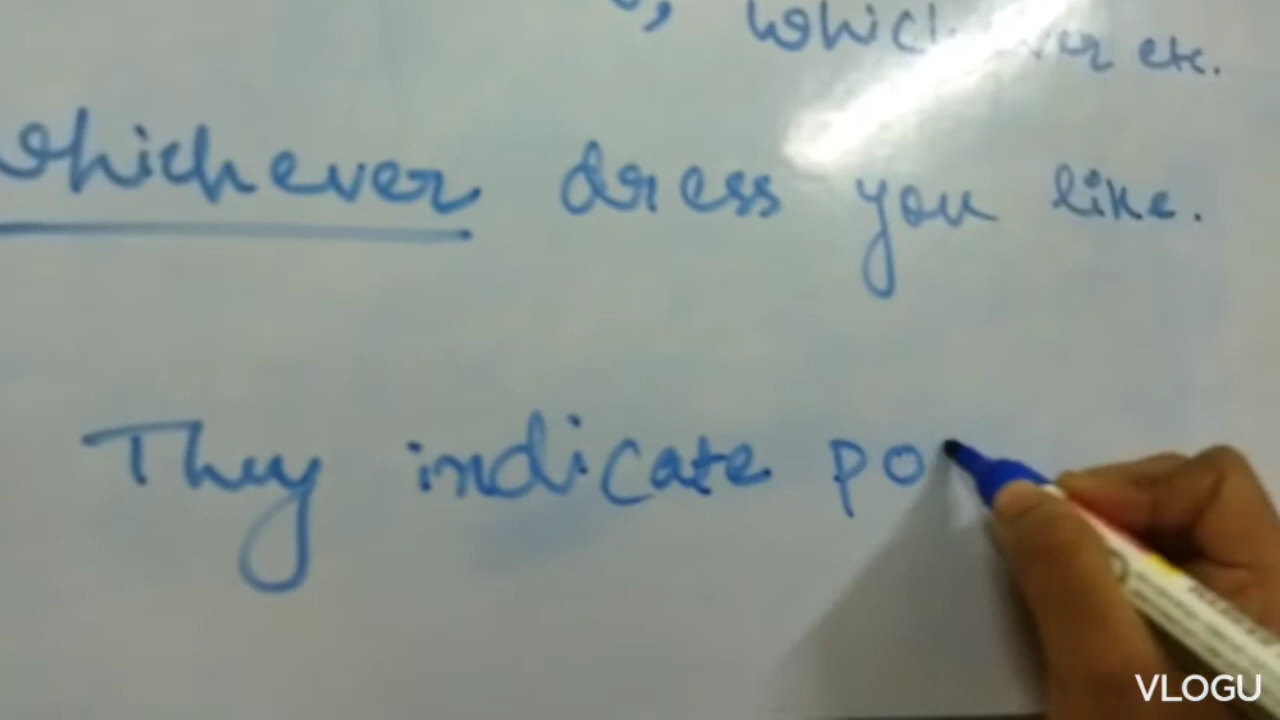 , whichever etc.
whichever dress you like.
They indicate po
VLOGU